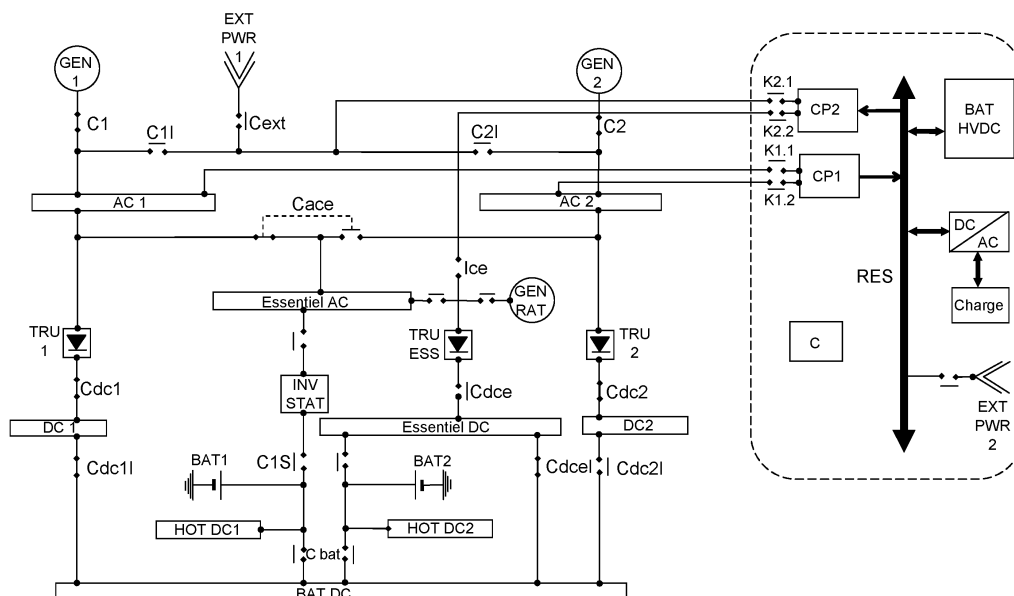 EXT
PWR
1
GEN
1
GEN
2
C1
C1I
Cext
C2I
C2
K2.1
K2.2
CP2
K1.1
K1.2
CP1
BAT
HVDC
AC 1
AC 2
Cace
Ice
DC
AC
RES
Charge
Essentiel AC
GEN
RAT
TRU
1
TRU
ESS
TRU
2
C
INV
STAT
Cdc1
Cdce
Cdc2
EXT
PWR
2
DC 1
Essentiel DC
DC2
Cdc1I
BAT1
C1S
BAT2
CdceI
Cdc2I
HOT DC1
HOT DC2
C bat
BAT DC